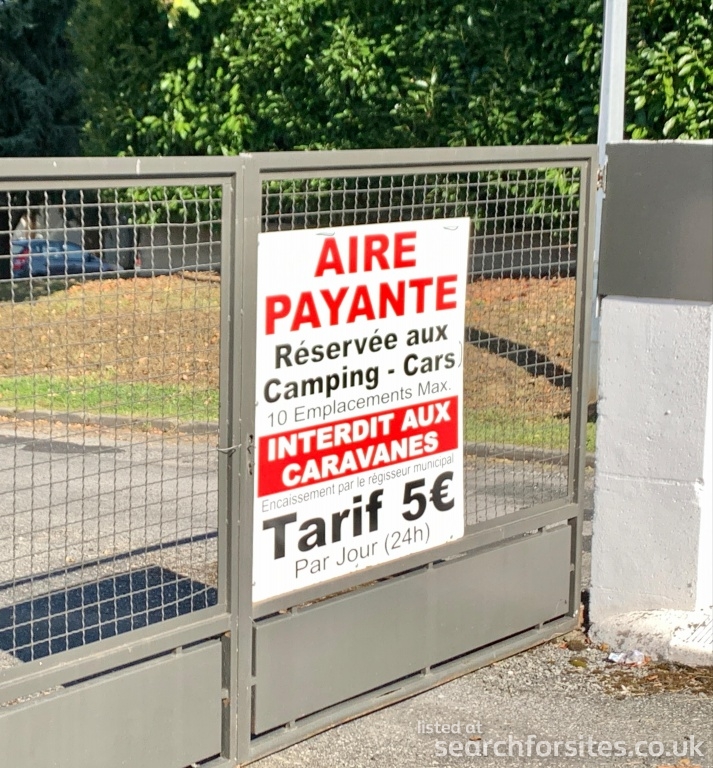 AIRE
PAYANTE
Réservée aux
Camping - Cars
10 Emplacements Max.
INTERDIT AUX
CARAVANES
Encaissement par le régisseur municipal
Tarif 5€
Par Jour (24h)
listed at
searchforsites.co.uk